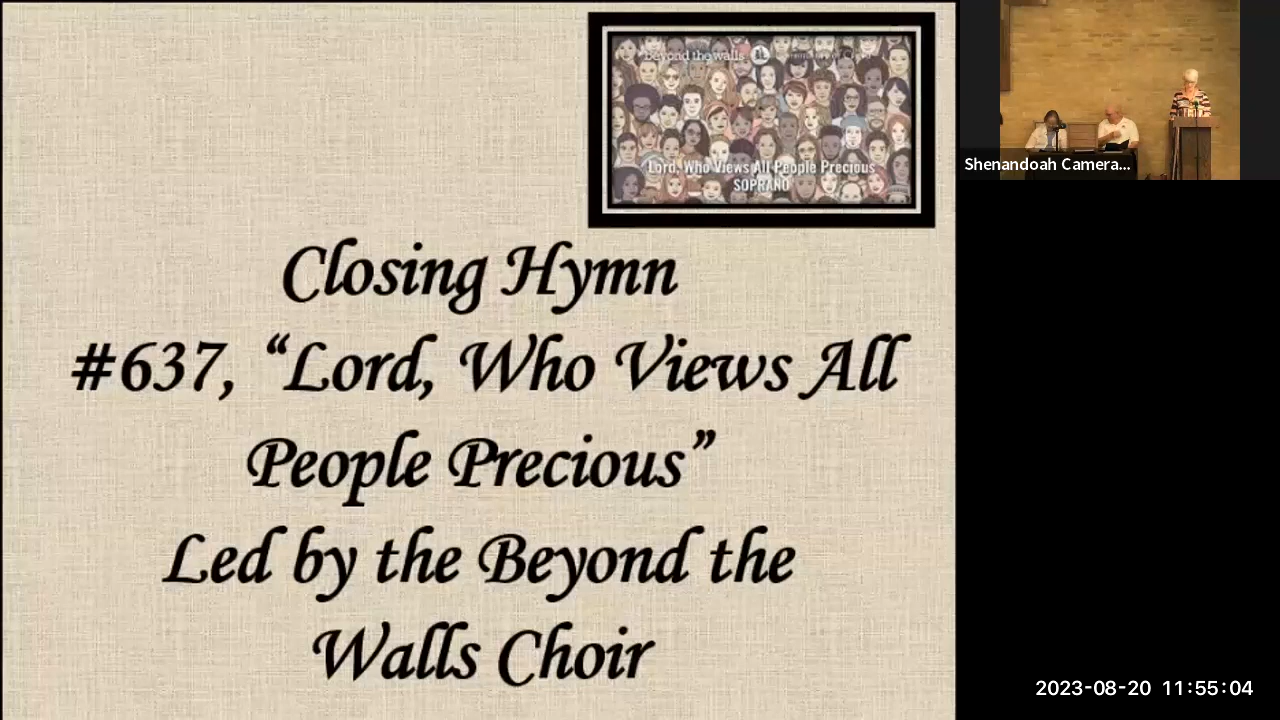 beyond the walls
Lord, Who Views All People Precious
SOPRANO
Closing Hymn
#637, “Lord, Who Views All
People Precious”
Led by the Beyond the
Walls Choir
Shenandoah Camera...
2023-08-20 11:55:04